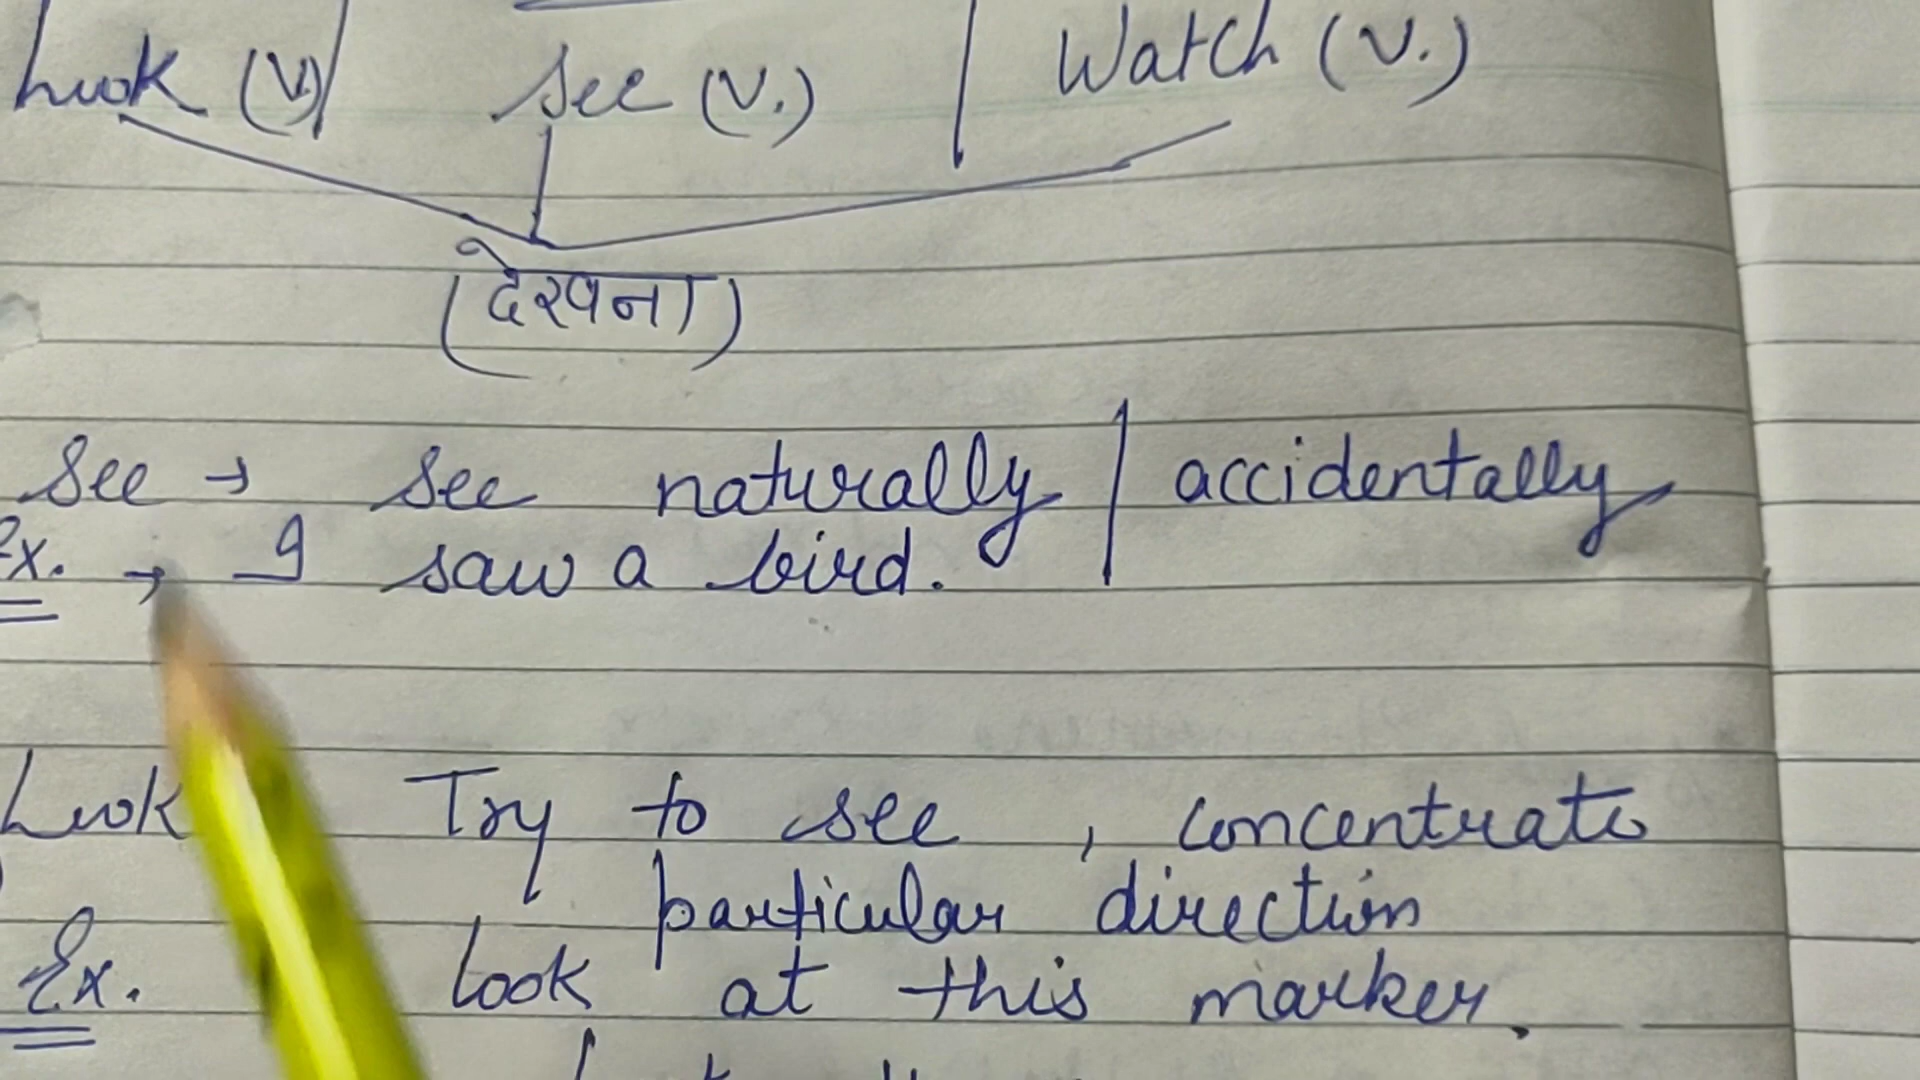 Look (V.) | see (V.) | Watch (V.)
(देखना)
See → see naturally / accidentally
Ex. → I saw a bird.
Look Try to see , concentrate
particular direction
Ex. Look at this marker.